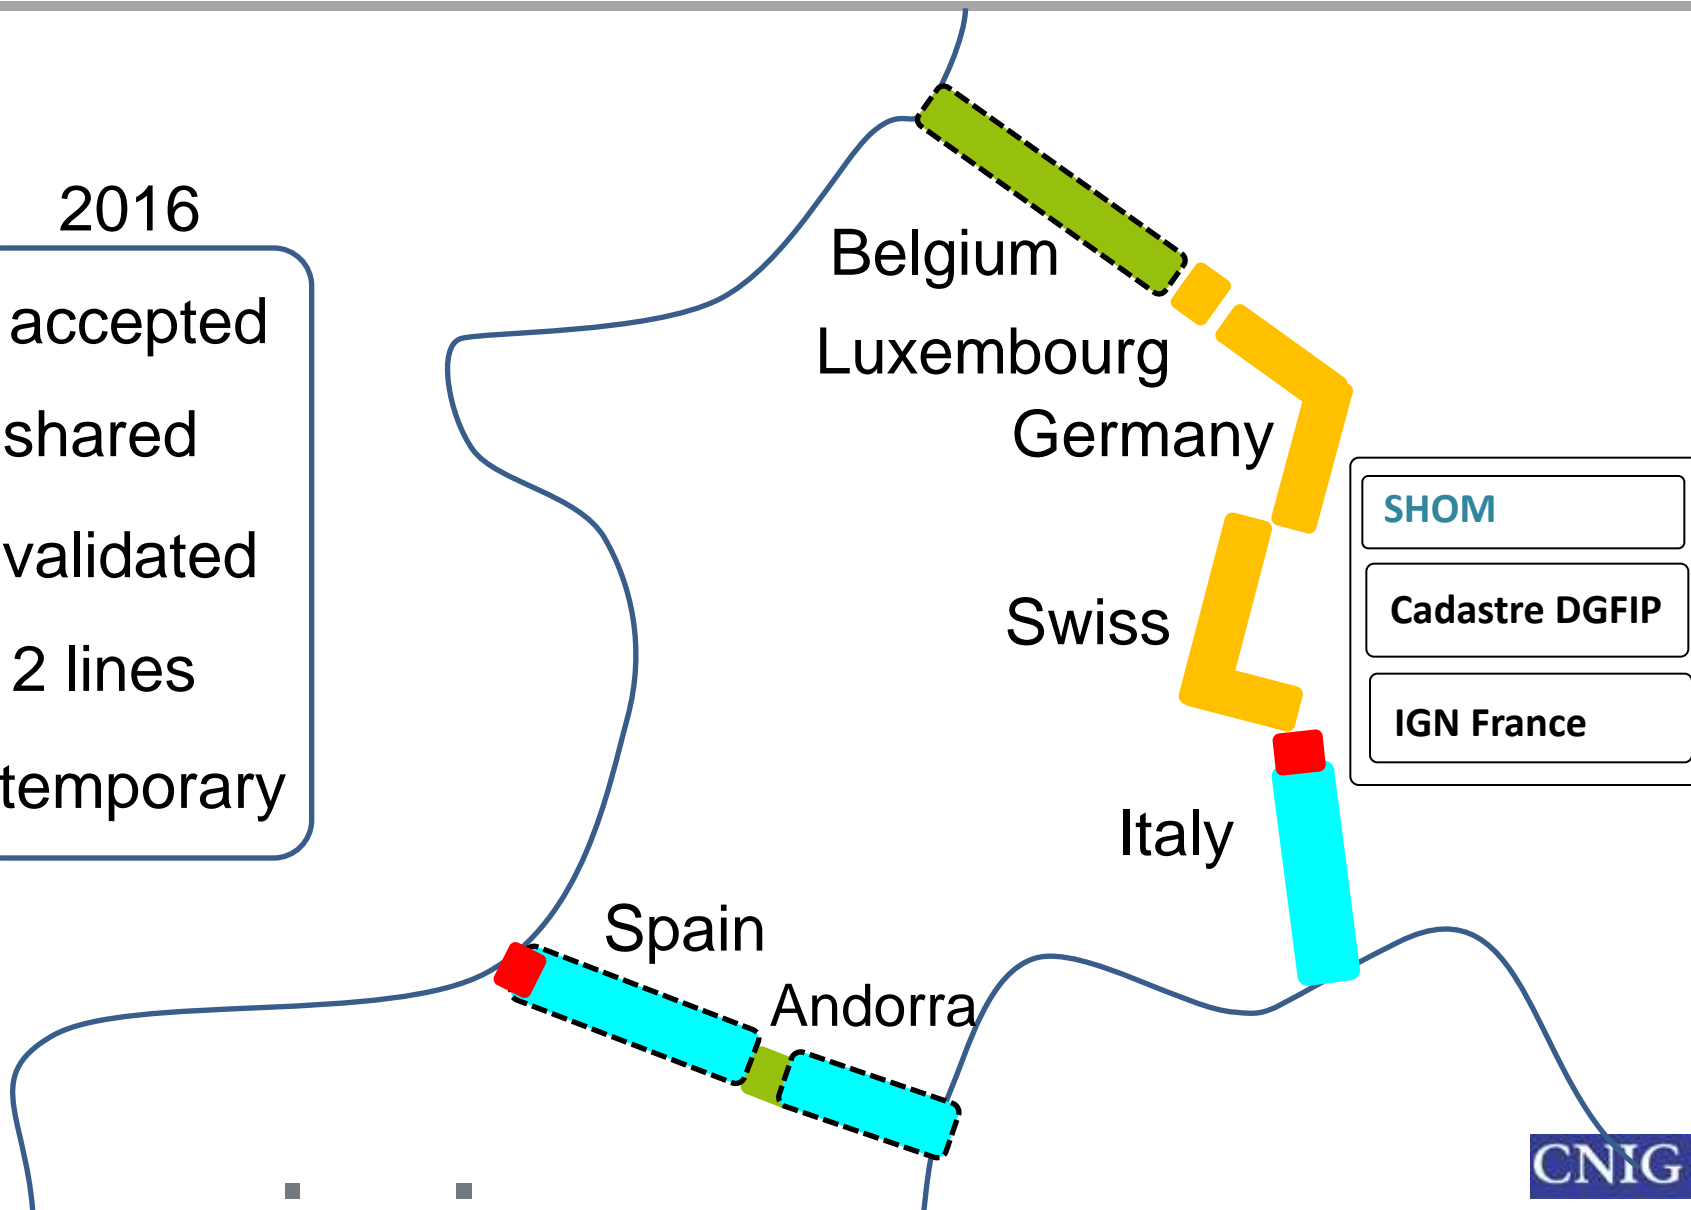 2016
accepted
shared
validated
2 lines
temporary
Belgium
Luxembourg
Germany
Swiss
Italy
Spain
Andorra
SHOM
Cadastre DGFIP
IGN France
CNIG